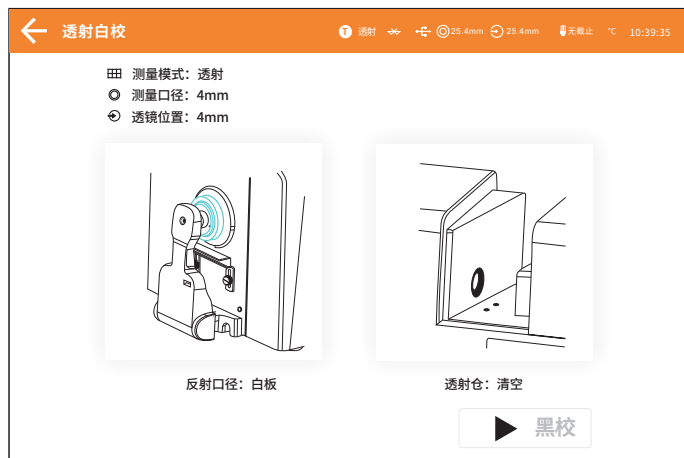 透射白校
T 透射 25.4mm 25.4mm 无截止 ℃ 10:39:35
测量模式：透射
测量口径：4mm
透镜位置：4mm
反射口径：白板
透射仓：清空
黑校